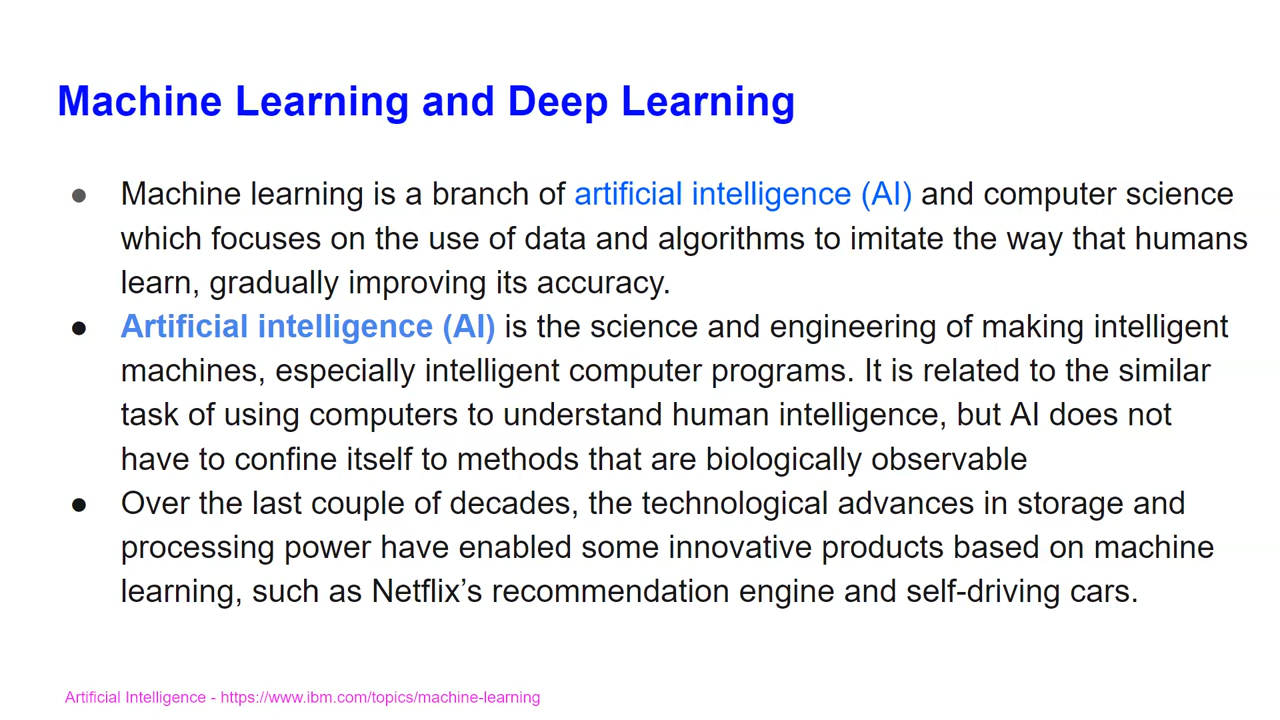 Machine Learning and Deep Learning
● Machine learning is a branch of artificial intelligence (AI) and computer science
which focuses on the use of data and algorithms to imitate the way that humans
learn, gradually improving its accuracy.
● Artificial intelligence (AI) is the science and engineering of making intelligent
machines, especially intelligent computer programs. It is related to the similar
task of using computers to understand human intelligence, but AI does not
have to confine itself to methods that are biologically observable
● Over the last couple of decades, the technological advances in storage and
processing power have enabled some innovative products based on machine
learning, such as Netflix’s recommendation engine and self-driving cars.
Artificial Intelligence - https://www.ibm.com/topics/machine-learning